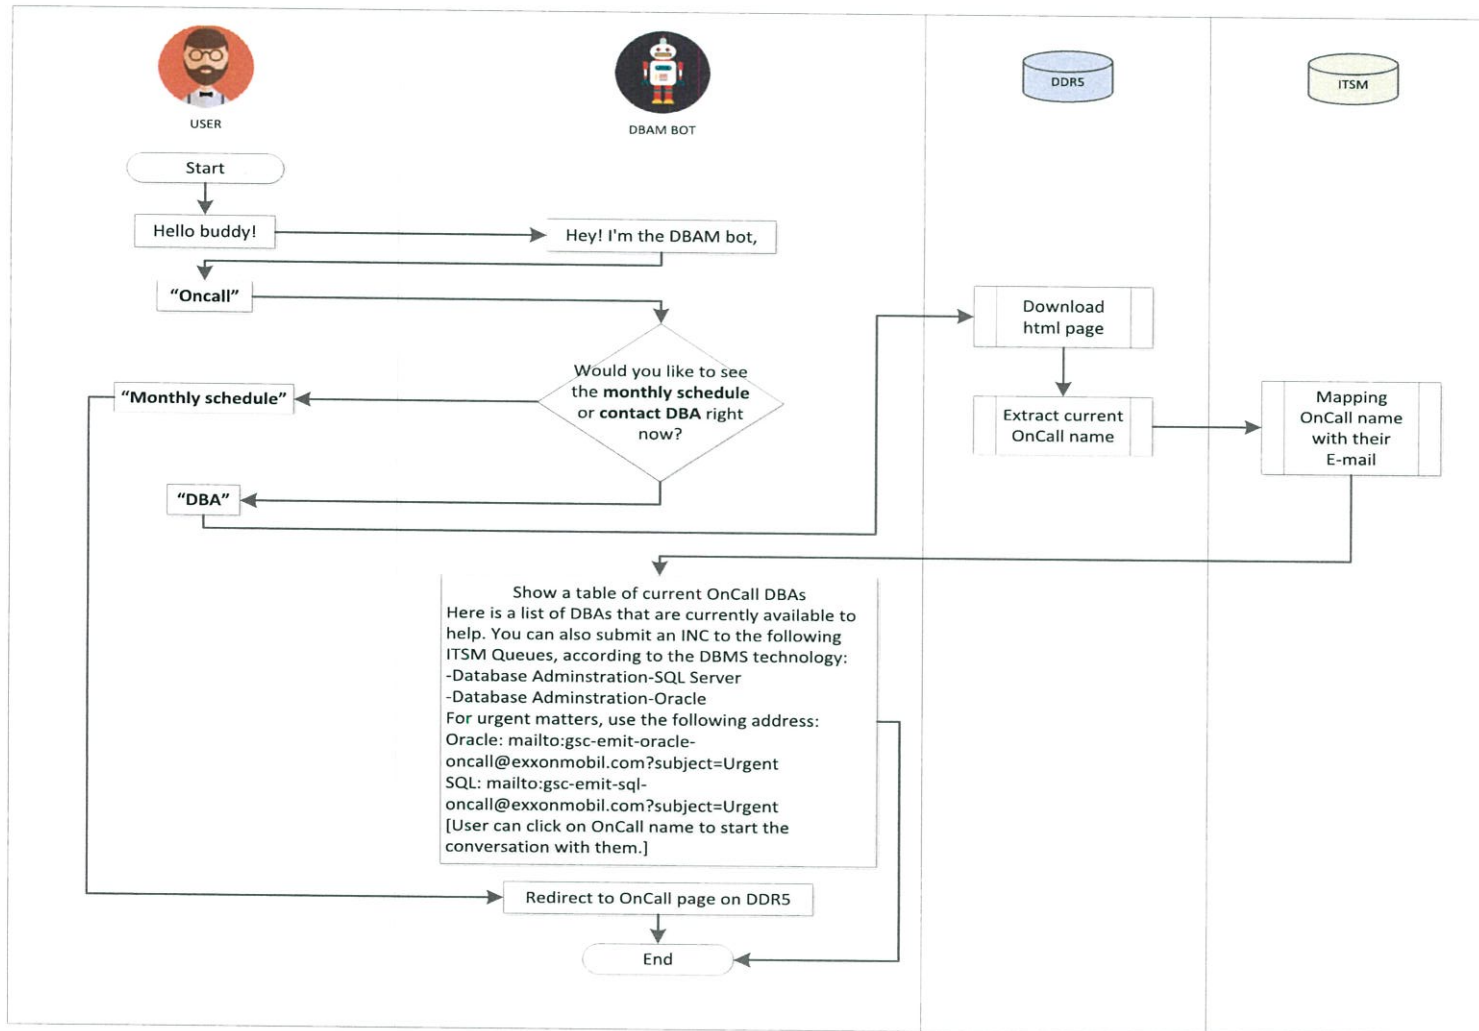 USER
DBAM BOT
DDR5
ITSM
Start
Hello buddy!
Hey! I'm the DBAM bot,
“Oncall”
Would you like to see
the monthly schedule
or contact DBA right
now?
“Monthly schedule”
“DBA”
Download
html page
Extract current
OnCall name
Mapping
OnCall name
with their
E-mail
Show a table of current OnCall DBAs
Here is a list of DBAs that are currently available to
help. You can also submit an INC to the following
ITSM Queues, according to the DBMS technology:
-Database Adminstration-SQL Server
-Database Adminstration-Oracle
For urgent matters, use the following address:
Oracle: mailto:gsc-emit-oracle-
oncall@exxonmobil.com?subject=Urgent
SQL: mailto:gsc-emit-sql-
oncall@exxonmobil.com?subject=Urgent
[User can click on OnCall name to start the
conversation with them.]
Redirect to OnCall page on DDR5
End